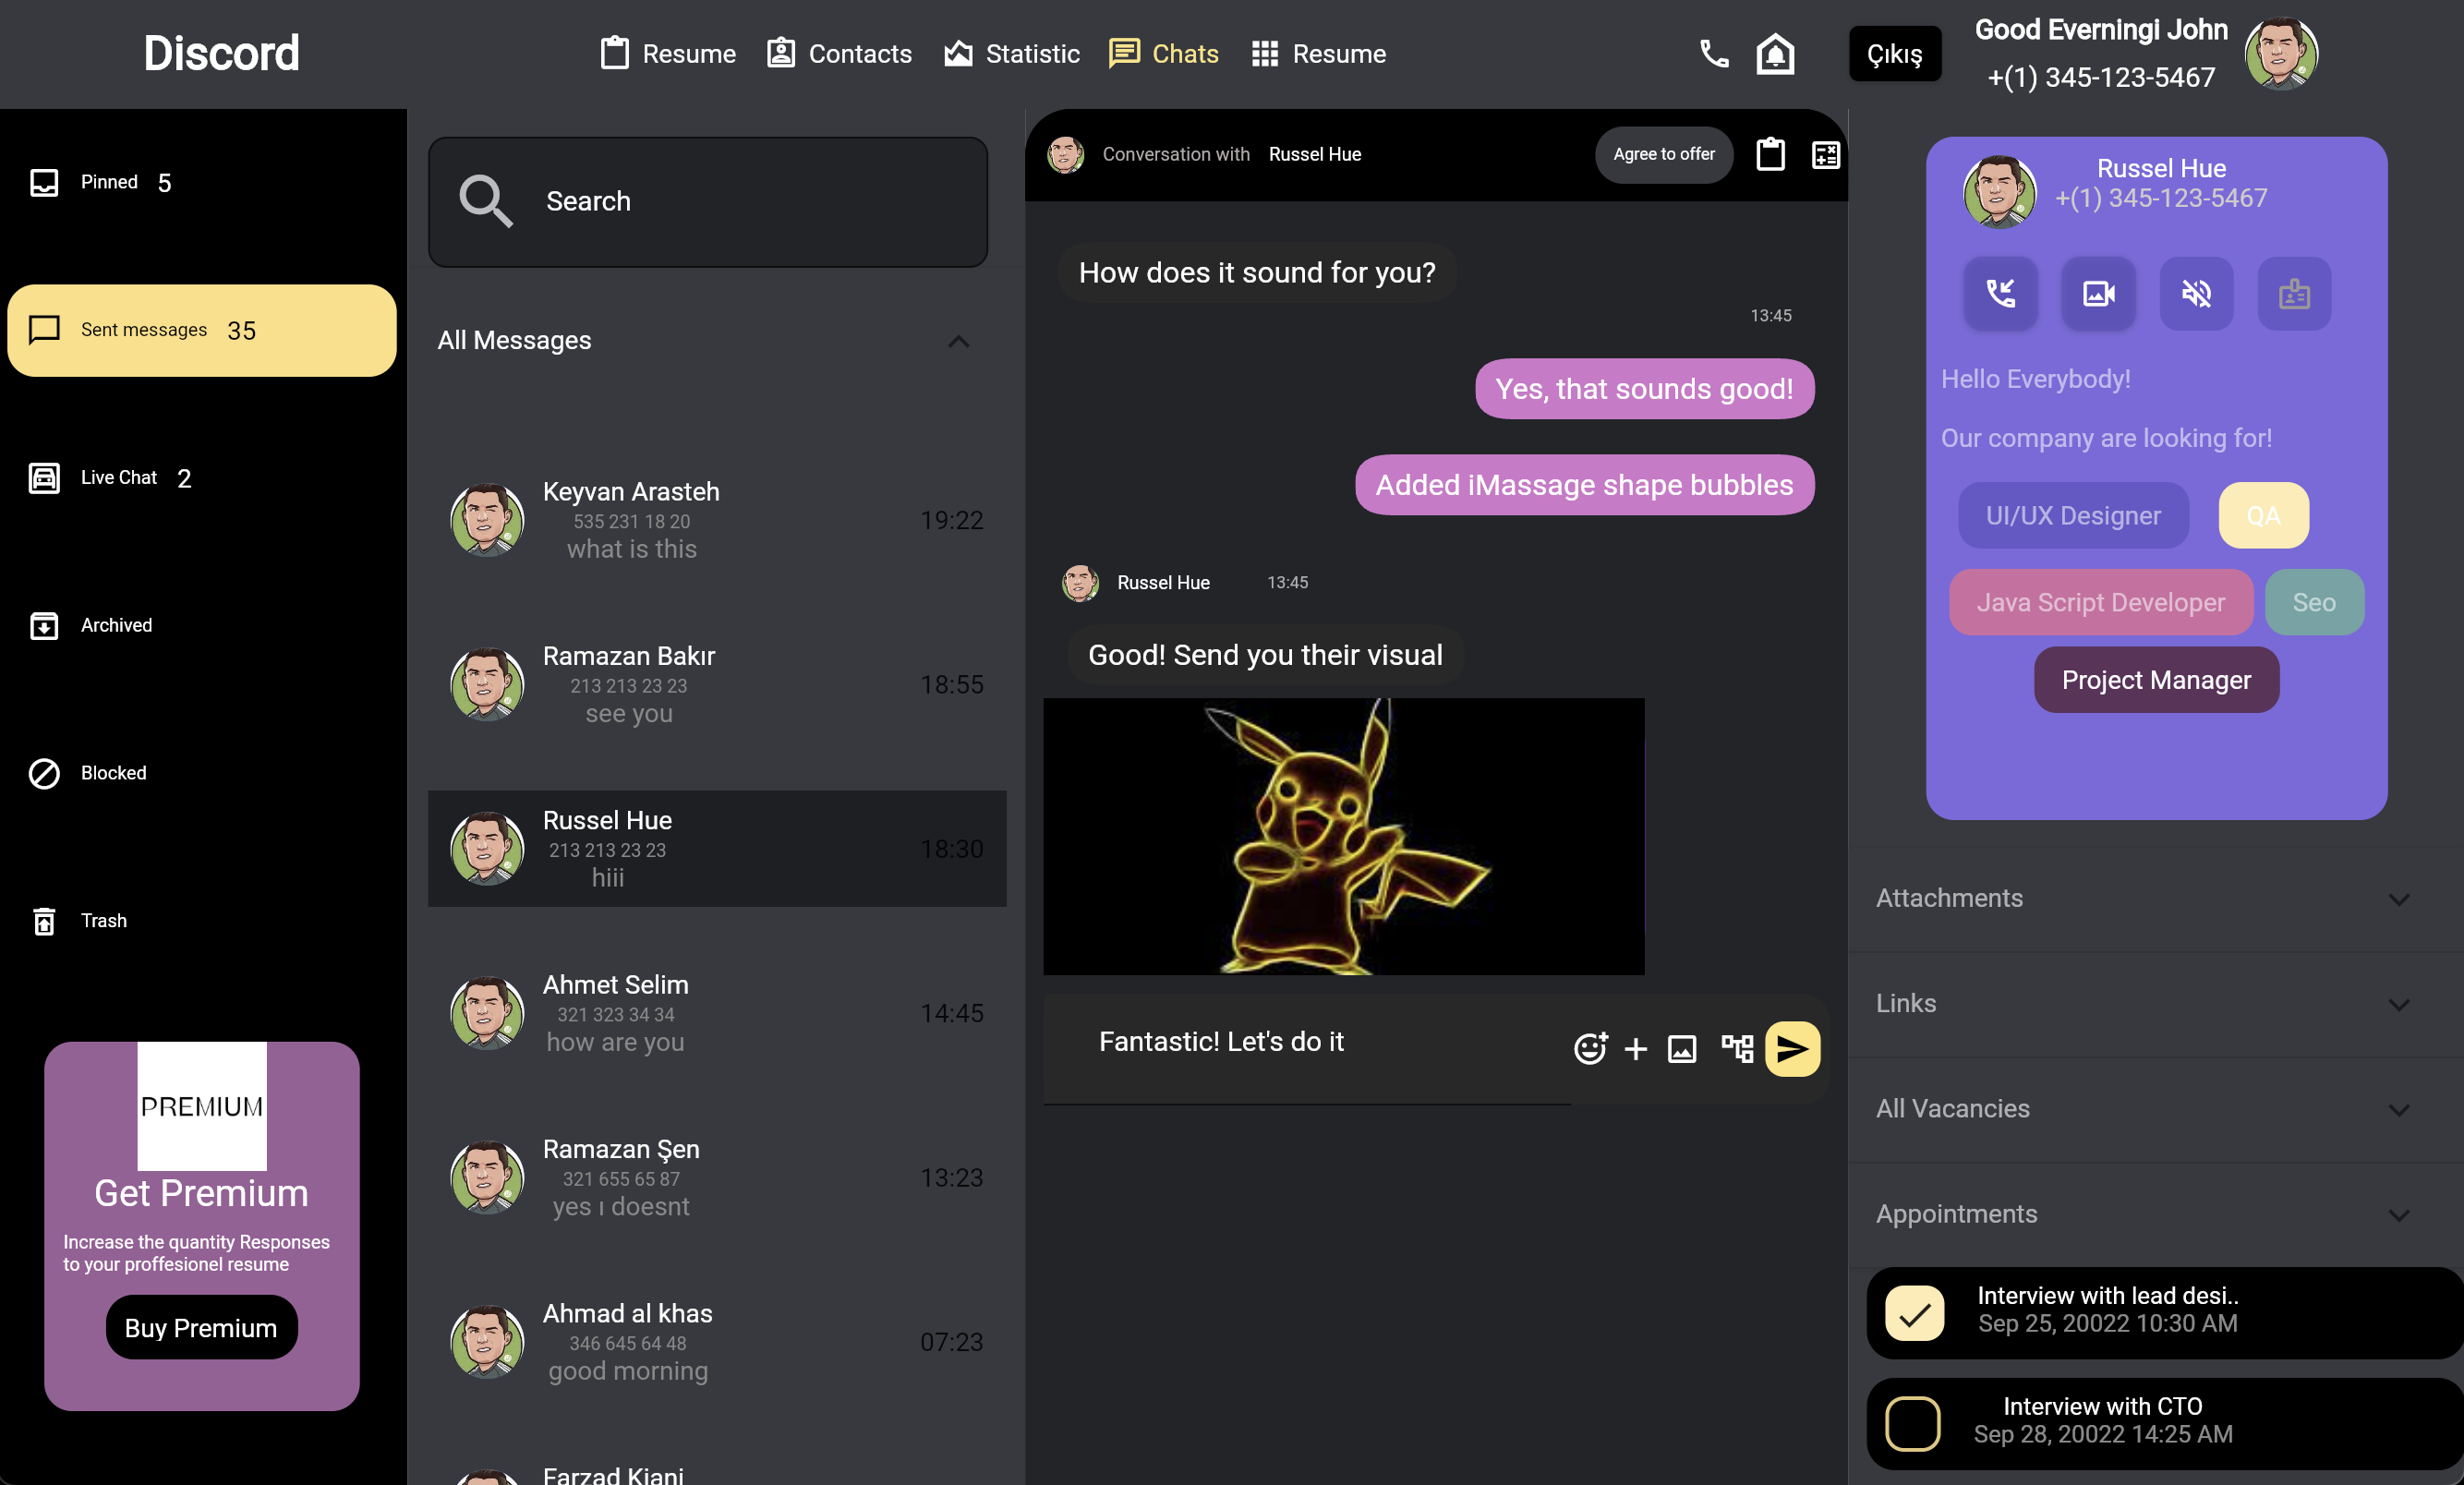 Discord
Resume
Contacts
Statistic
Chats
Resume
Çıkış
Good Everningi John
+(1) 345-123-5467
Pinned 5
Sent messages 35
Live Chat 2
Archived
Blocked
Trash
PREMIUM
Get Premium
Increase the quantity Responses
to your proffesionel resume
Buy Premium
Search
All Messages
Keyvan Arasteh
535 231 18 20
what is this
19:22
Ramazan Bakır
213 213 23 23
see you
18:55
Russel Hue
213 213 23 23
hiii
18:30
Ahmet Selim
321 323 34 34
how are you
14:45
Ramazan Şen
321 655 65 87
yes ı doesnt
13:23
Ahmad al khas
346 645 64 48
good morning
07:23
Farzad Kiani
Conversation with Russel Hue
Agree to offer
How does it sound for you?
13:45
Yes, that sounds good!
Added iMassage shape bubbles
Russel Hue 13:45
Good! Send you their visual
Fantastic! Let's do it
Russel Hue
+(1) 345-123-5467
Hello Everybody!
Our company are looking for!
UI/UX Designer
QA
Java Script Developer
Seo
Project Manager
Attachments
Links
All Vacancies
Appointments
Interview with lead desi..
Sep 25, 20022 10:30 AM
Interview with CTO
Sep 28, 20022 14:25 AM